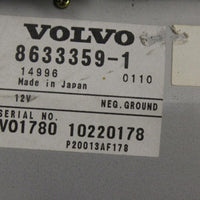 VOLVO
8633359-1
14996 0110
Made in Japan
12V NEG. GROUND
SERIAL NO.
V01780 10220178
P20013AF178